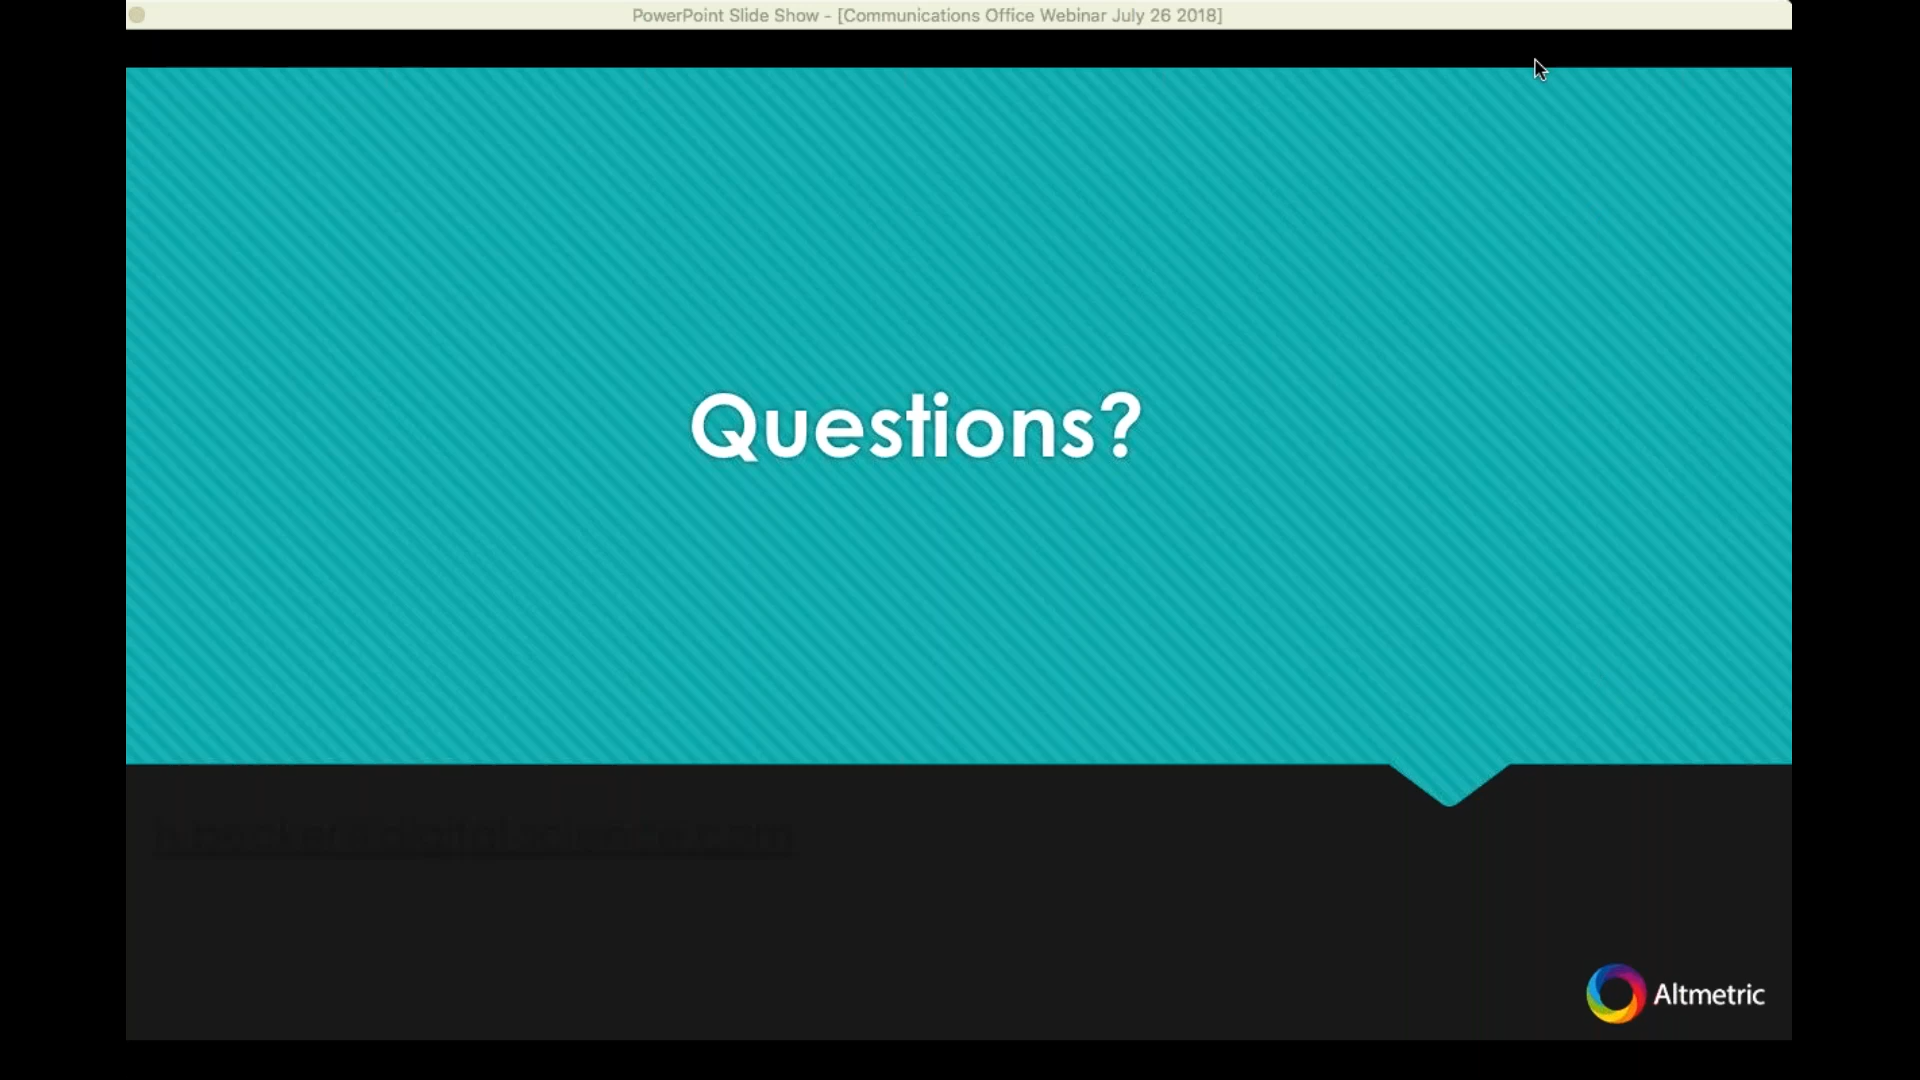 PowerPoint Slide Show - [Communications Office Webinar July 26 2018]
Questions?
Altmetric